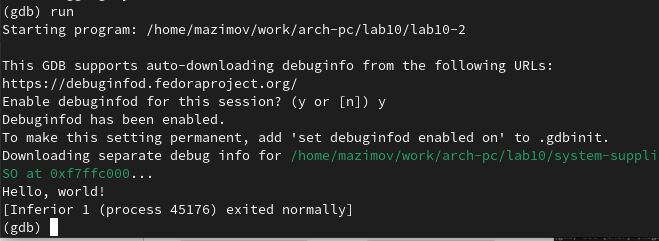 (gdb) run
Starting program: /home/mazimov/work/arch-pc/lab10/lab10-2
This GDB supports auto-downloading debuginfo from the following URLs:
https://debuginfod.fedoraproject.org/
Enable debuginfod for this session? (y or [n]) y
Debuginfod has been enabled.
To make this setting permanent, add 'set debuginfod enabled on' to .gdbinit.
Downloading separate debug info for /home/mazimov/work/arch-pc/lab10/system-suppli
SO at 0xf7ffc000...
Hello, world!
[Inferior 1 (process 45176) exited normally]
(gdb)